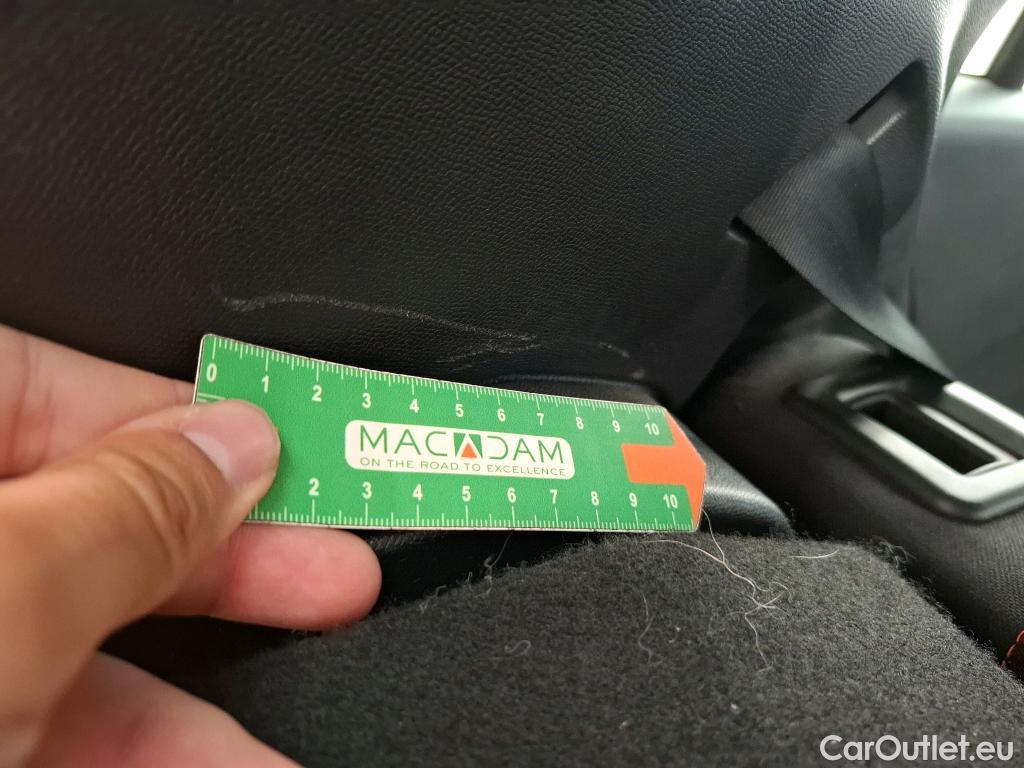 0 1 2 3 4 5 6 7 8 9 10
MACADAM
ON THE ROAD TO EXCELLENCE
2 3 4 5 6 7 8 9 10
CarOutlet.eu